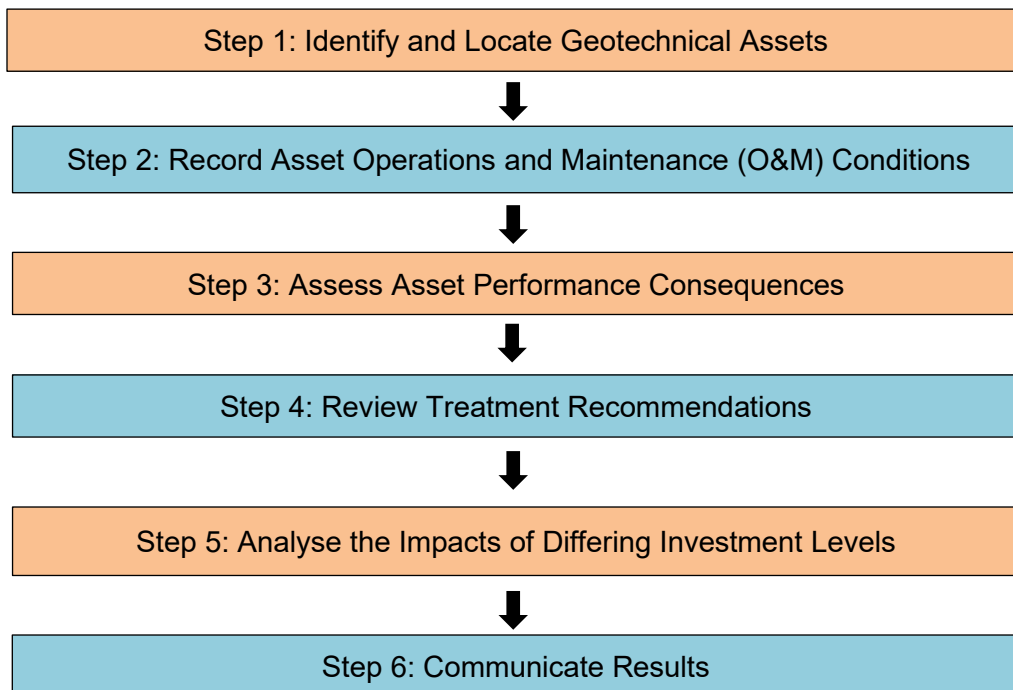 Step 1: Identify and Locate Geotechnical Assets
Step 2: Record Asset Operations and Maintenance (O&M) Conditions
Step 3: Assess Asset Performance Consequences
Step 4: Review Treatment Recommendations
Step 5: Analyse the Impacts of Differing Investment Levels
Step 6: Communicate Results